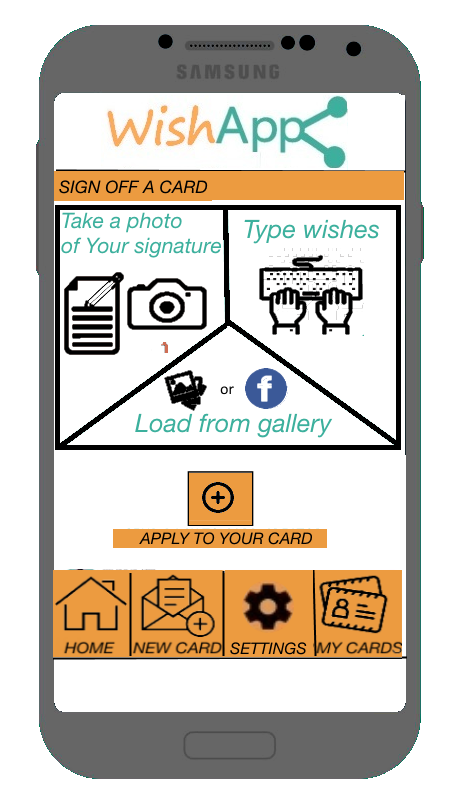 SAMSUNG
WishApp
SIGN OFF A CARD
Take a photo
of Your signature
Type wishes
or
f
Load from gallery
APPLY TO YOUR CARD
HOME NEW CARD SETTINGS MY CARDS